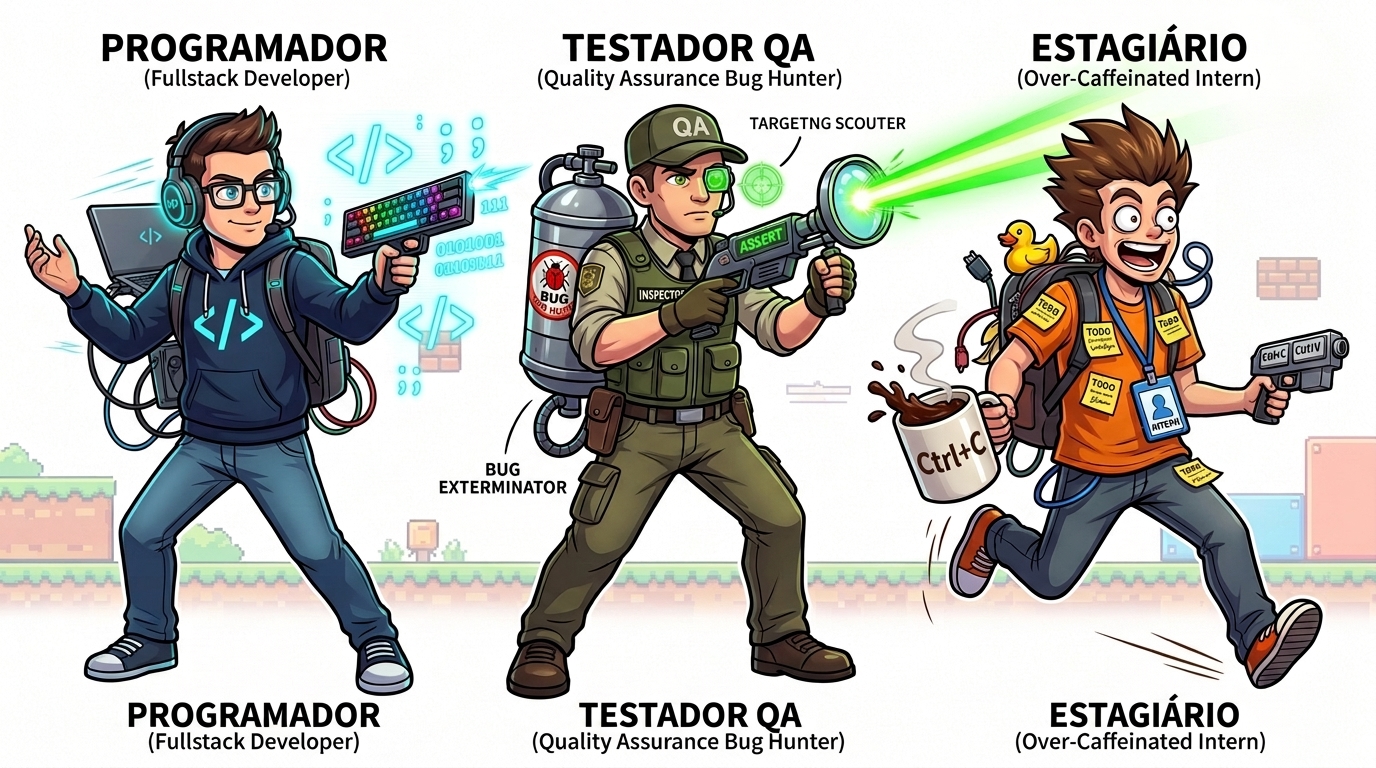 PROGRAMADOR
(Fullstack Developer)
TESTADOR QA
(Quality Assurance Bug Hunter)
ESTAGIÁRIO
(Over-Caffeinated Intern)
TARGETNG SCOUTER
QA
</>
; ;
;
</>
111
0101001
</>
</>
;;
ASSERT
INSPECTOR
BUG
TODO
TODO
Ctrl+C
BUG
EXTERMINATOR
PROGRAMADOR
(Fullstack Developer)
TESTADOR QA
(Quality Assurance Bug Hunter)
ESTAGIÁRIO
(Over-Caffeinated Intern)